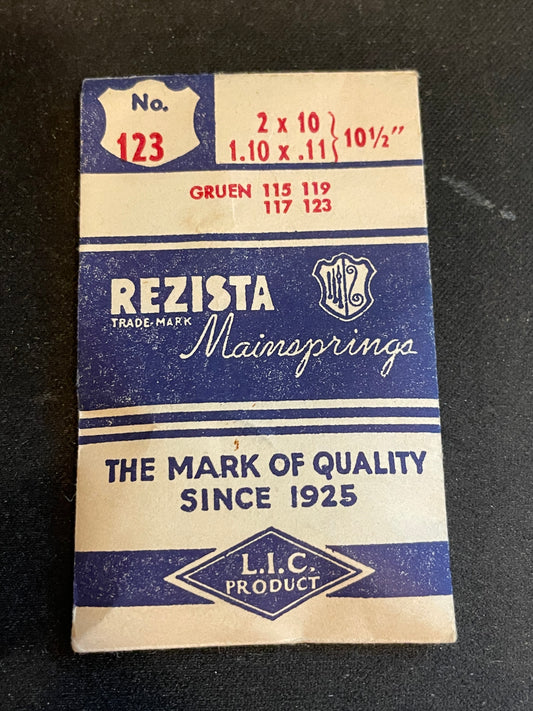 No.
123
2 x 10
1.10 x .11 } 10½"
GRUEN 115 119
117 123
REZISTA
TRADE-MARK
Mainsprings
THE MARK OF QUALITY
SINCE 1925
L.I.C.
PRODUCT